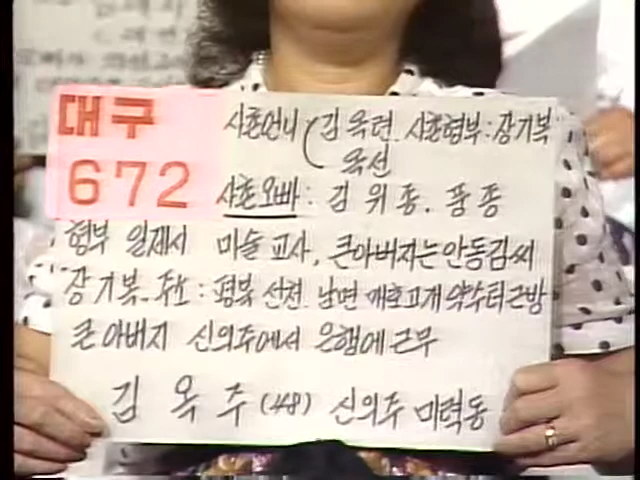 대구
672
사촌언니 (김옥련. 사촌형부: 장기복
옥선
사촌오빠: 김위종. 풍종
형부 일제서 미술교사, 큰아버지는 안동김씨
장기복. 주소: 평북 선천. 남면 개호고개약수터근방
큰아버지 신의주에서 은행에근무
김옥주 (48) 신의주 미력동